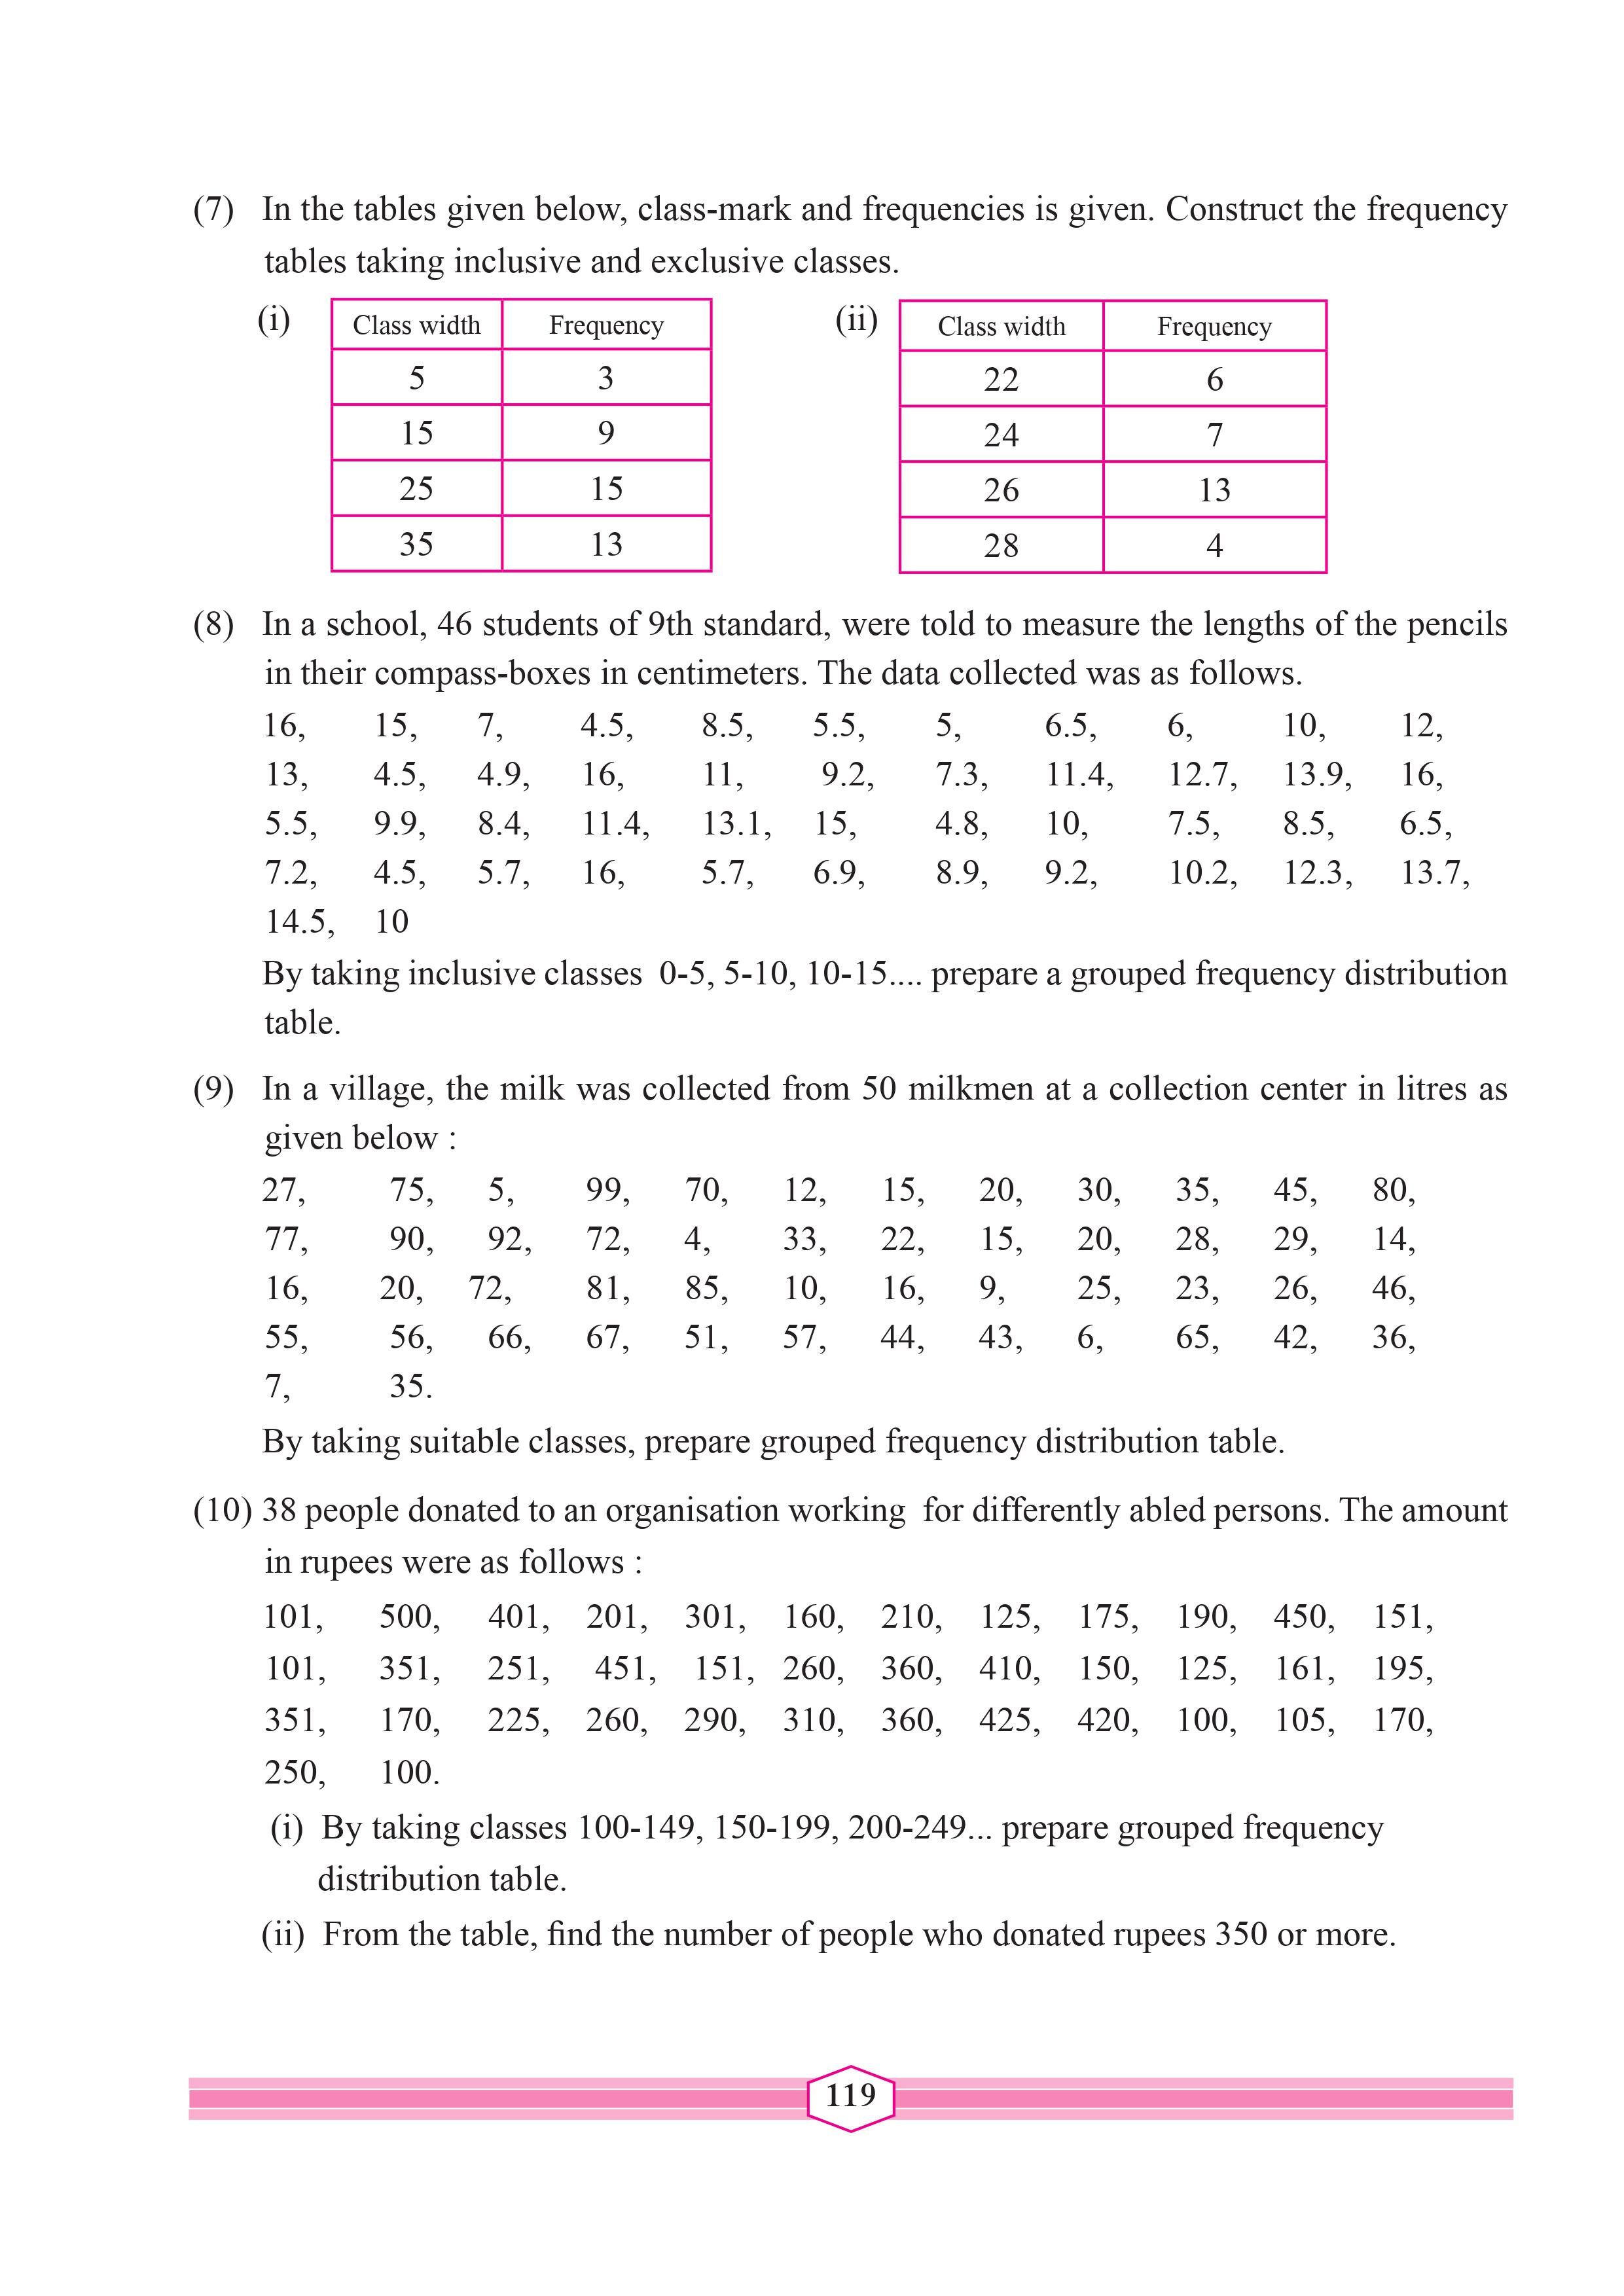 (7) In the tables given below, class-mark and frequencies is given. Construct the frequency
tables taking inclusive and exclusive classes.
(i)
Class width Frequency
5 3
15 9
25 15
35 13
(ii)
Class width Frequency
22 6
24 7
26 13
28 4
(8) In a school, 46 students of 9th standard, were told to measure the lengths of the pencils
in their compass-boxes in centimeters. The data collected was as follows.
16, 15, 7, 4.5, 8.5, 5.5, 5, 6.5, 6, 10, 12,
13, 4.5, 4.9, 16, 11, 9.2, 7.3, 11.4, 12.7, 13.9, 16,
5.5, 9.9, 8.4, 11.4, 13.1, 15, 4.8, 10, 7.5, 8.5, 6.5,
7.2, 4.5, 5.7, 16, 5.7, 6.9, 8.9, 9.2, 10.2, 12.3, 13.7,
14.5, 10
By taking inclusive classes 0-5, 5-10, 10-15.... prepare a grouped frequency distribution
table.
(9) In a village, the milk was collected from 50 milkmen at a collection center in litres as
given below :
27, 75, 5, 99, 70, 12, 15, 20, 30, 35, 45, 80,
77, 90, 92, 72, 4, 33, 22, 15, 20, 28, 29, 14,
16, 20, 72, 81, 85, 10, 16, 9, 25, 23, 26, 46,
55, 56, 66, 67, 51, 57, 44, 43, 6, 65, 42, 36,
7, 35.
By taking suitable classes, prepare grouped frequency distribution table.
(10) 38 people donated to an organisation working for differently abled persons. The amount
in rupees were as follows :
101, 500, 401, 201, 301, 160, 210, 125, 175, 190, 450, 151,
101, 351, 251, 451, 151, 260, 360, 410, 150, 125, 161, 195,
351, 170, 225, 260, 290, 310, 360, 425, 420, 100, 105, 170,
250, 100.
(i) By taking classes 100-149, 150-199, 200-249... prepare grouped frequency
distribution table.
(ii) From the table, find the number of people who donated rupees 350 or more.
119